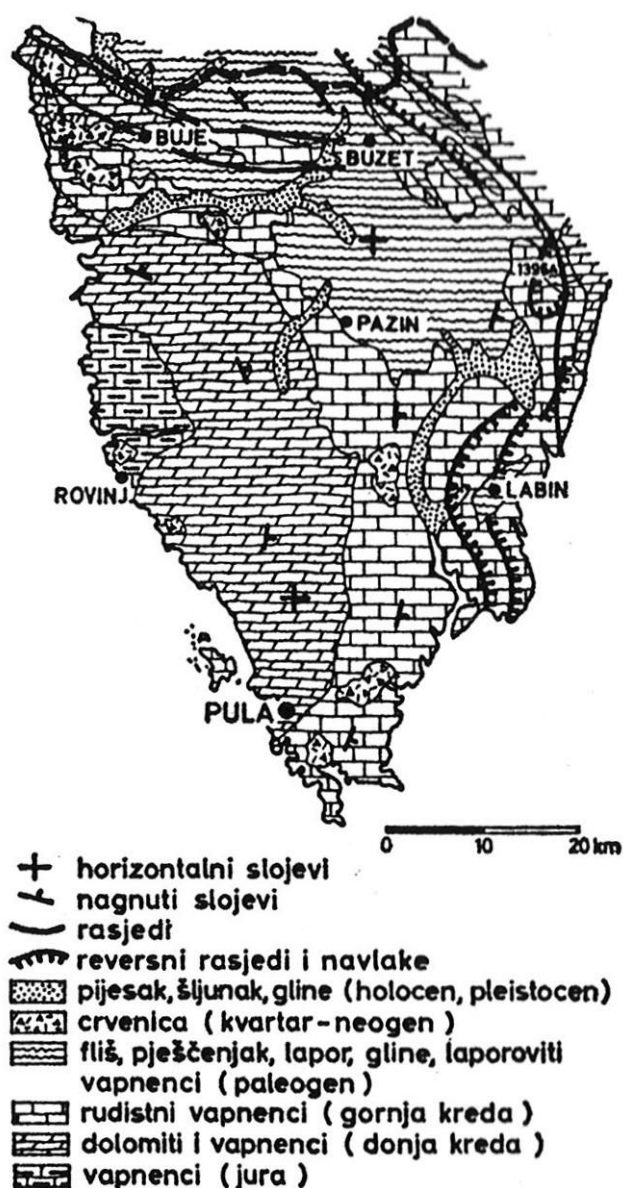 BUJE
BUZET
1396▲
PAZIN
ROVINJ
LABIN
PULA
0 10 20 km
horizontalni slojevi
nagnuti slojevi
rasjedi
reversni rasjedi i navlake
pijesak, šljunak, gline (holocen, pleistocen)
crvenica (kvartar-neogen)
fliš, pješčenjak, lapor, gline, laporoviti
vapnenci (paleogen)
rudistni vapnenci (gornja kreda)
dolomiti i vapnenci (donja kreda)
vapnenci (jura)